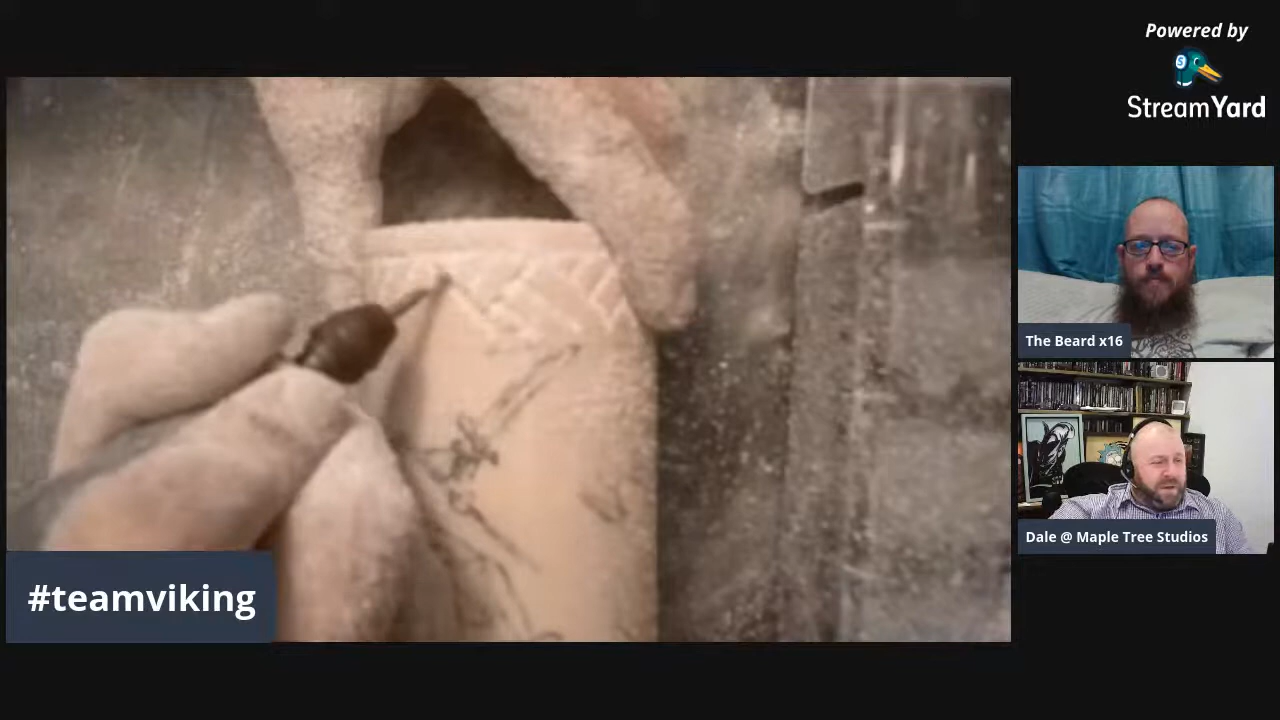 Powered by
StreamYard
The Beard x16
Dale @ Maple Tree Studios
#teamviking